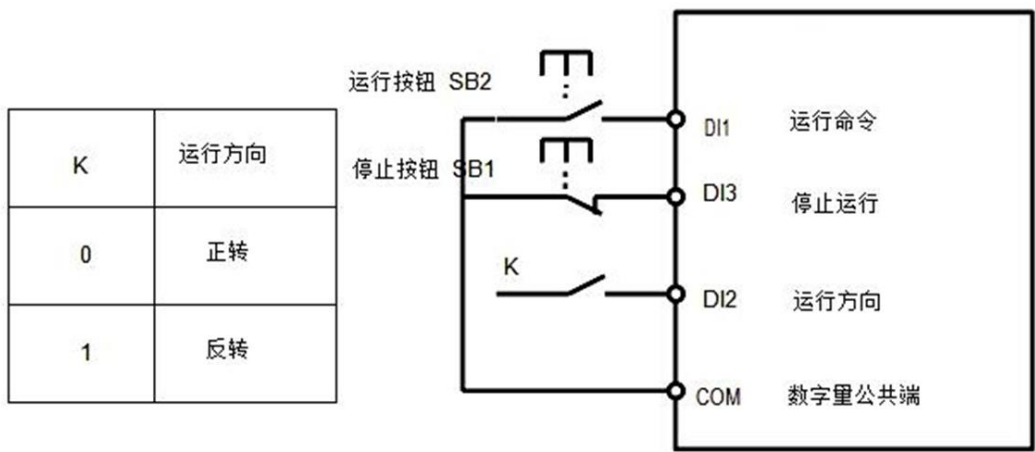 K 运行方向
0 正转
1 反转
运行按钮 SB2
停止按钮 SB1
K
DI1 运行命令
DI3 停止运行
DI2 运行方向
COM 数字量公共端